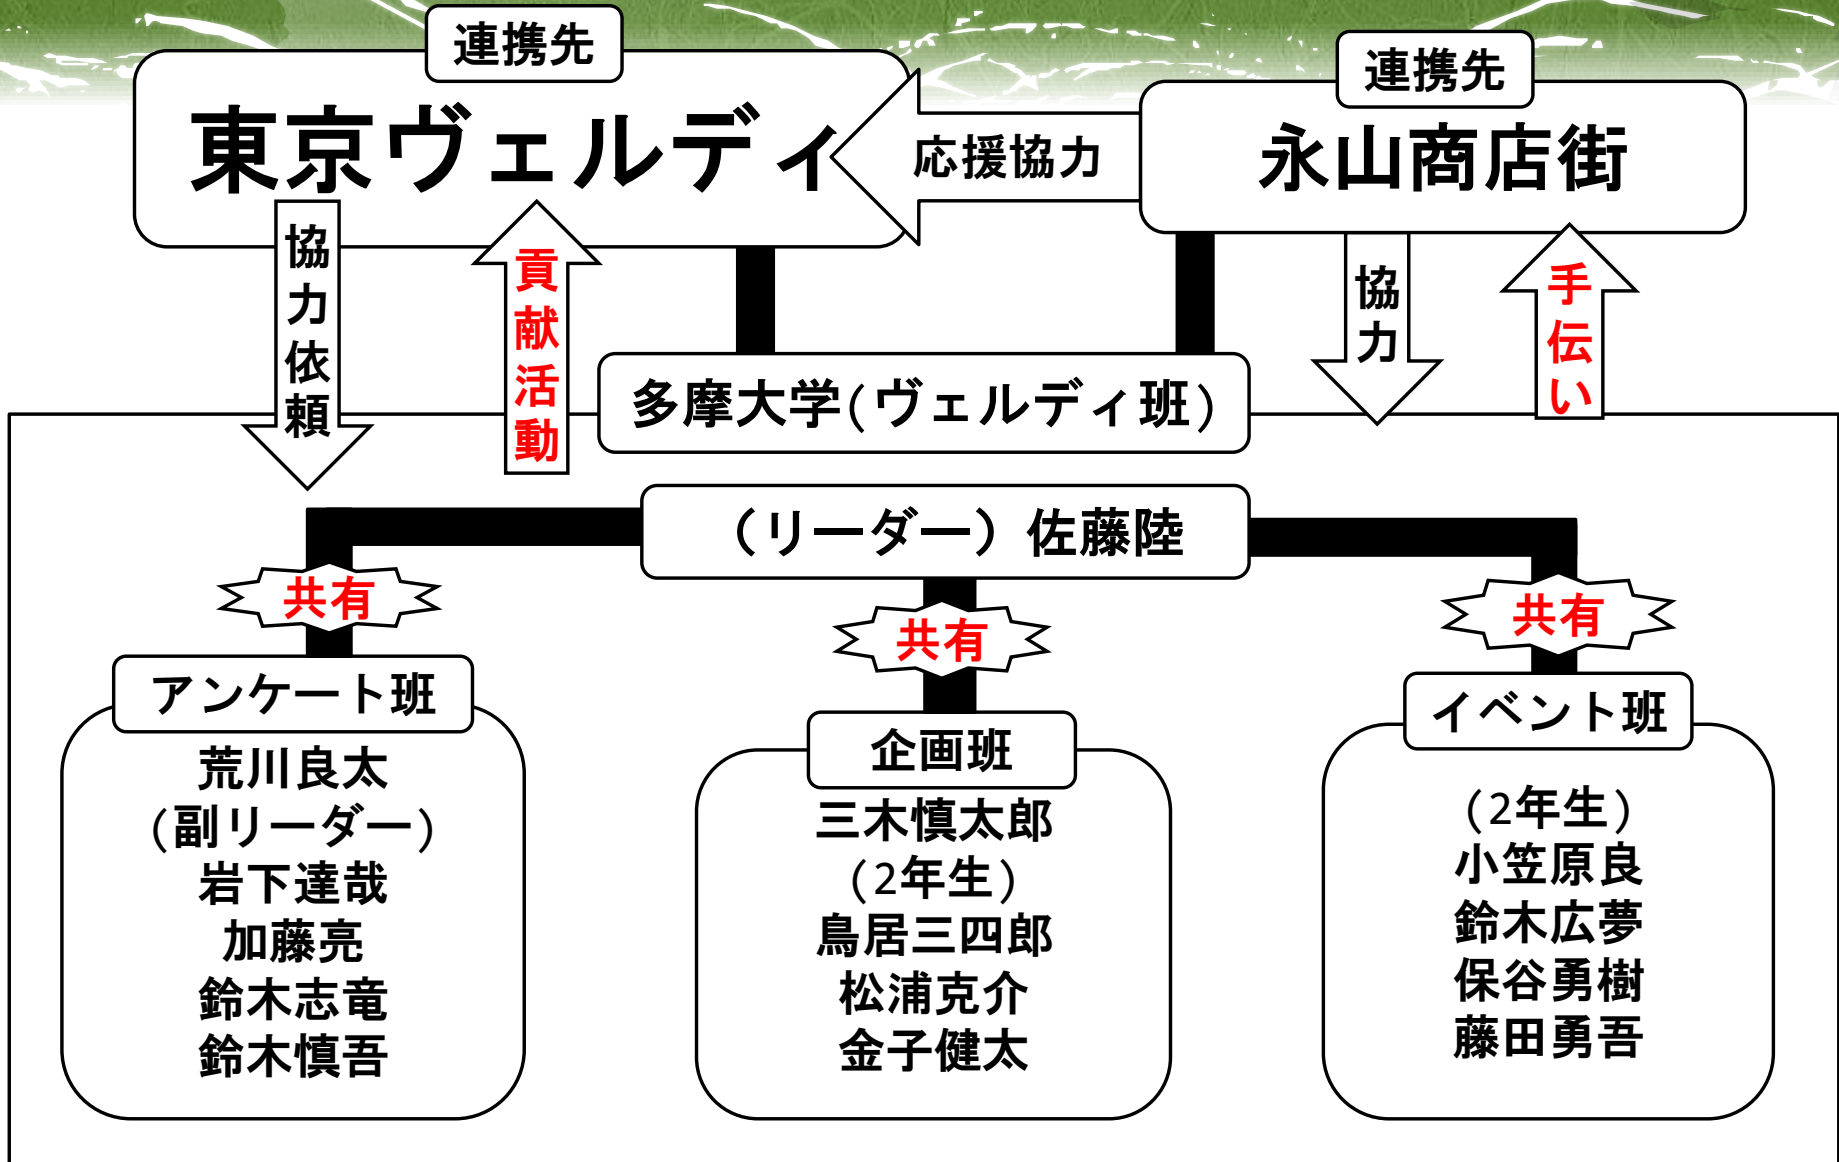 連携先
東京ヴェルディ
連携先
永山商店街
応援協力
協力依頼
貢献活動
協力
手伝い
多摩大学(ヴェルディ班)
（リーダー）佐藤陸
共有
共有
共有
アンケート班
荒川良太
(副リーダー)
岩下達哉
加藤亮
鈴木志竜
鈴木慎吾
企画班
三木慎太郎
(2年生)
鳥居三四郎
松浦克介
金子健太
イベント班
(2年生)
小笠原良
鈴木広夢
保谷勇樹
藤田勇吾